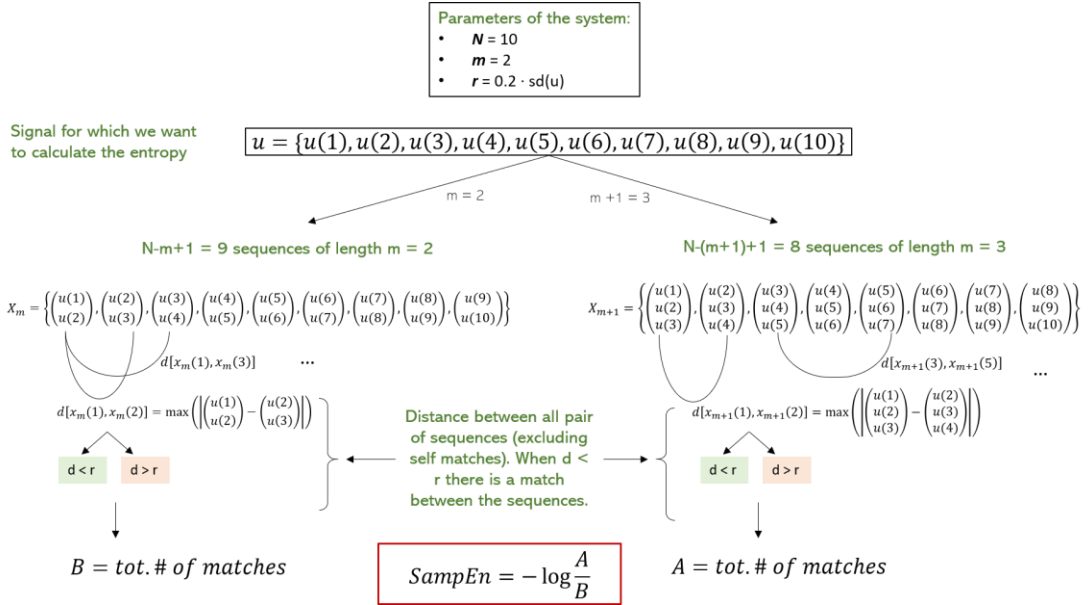 Parameters of the system:
• N = 10
• m = 2
• r = 0.2 · sd(u)
Signal for which we want
to calculate the entropy
u = {u(1), u(2), u(3), u(4), u(5), u(6), u(7), u(8), u(9), u(10)}
m = 2
m +1 = 3
N-m+1 = 9 sequences of length m = 2
X_m = {(u(1) u(2)), (u(2) u(3)), (u(3) u(4)), (u(4) u(5)), (u(5) u(6)), (u(6) u(7)), (u(7) u(8)), (u(8) u(9)), (u(9) u(10))}
d[x_m(1), x_m(3)]
...
d[x_m(1), x_m(2)] = max(|(u(1) u(2)) − (u(2) u(3))|)
d < r
d > r
B = tot. # of matches
N-(m+1)+1 = 8 sequences of length m = 3
X_{m+1} = {(u(1) u(2) u(3)), (u(2) u(3) u(4)), (u(3) u(4) u(5)), (u(4) u(5) u(6)), (u(5) u(6) u(7)), (u(6) u(7) u(8)), (u(7) u(8) u(9)), (u(8) u(9) u(10))}
d[x_{m+1}(3), x_{m+1}(5)]
...
d[x_{m+1}(1), x_{m+1}(2)] = max(|(u(1) u(2) u(3)) − (u(2) u(3) u(4))|)
d < r
d > r
A = tot. # of matches
Distance between all pair
of sequences (excluding
self matches). When d <
r there is a match
between the sequences.
SampEn = − log A/B